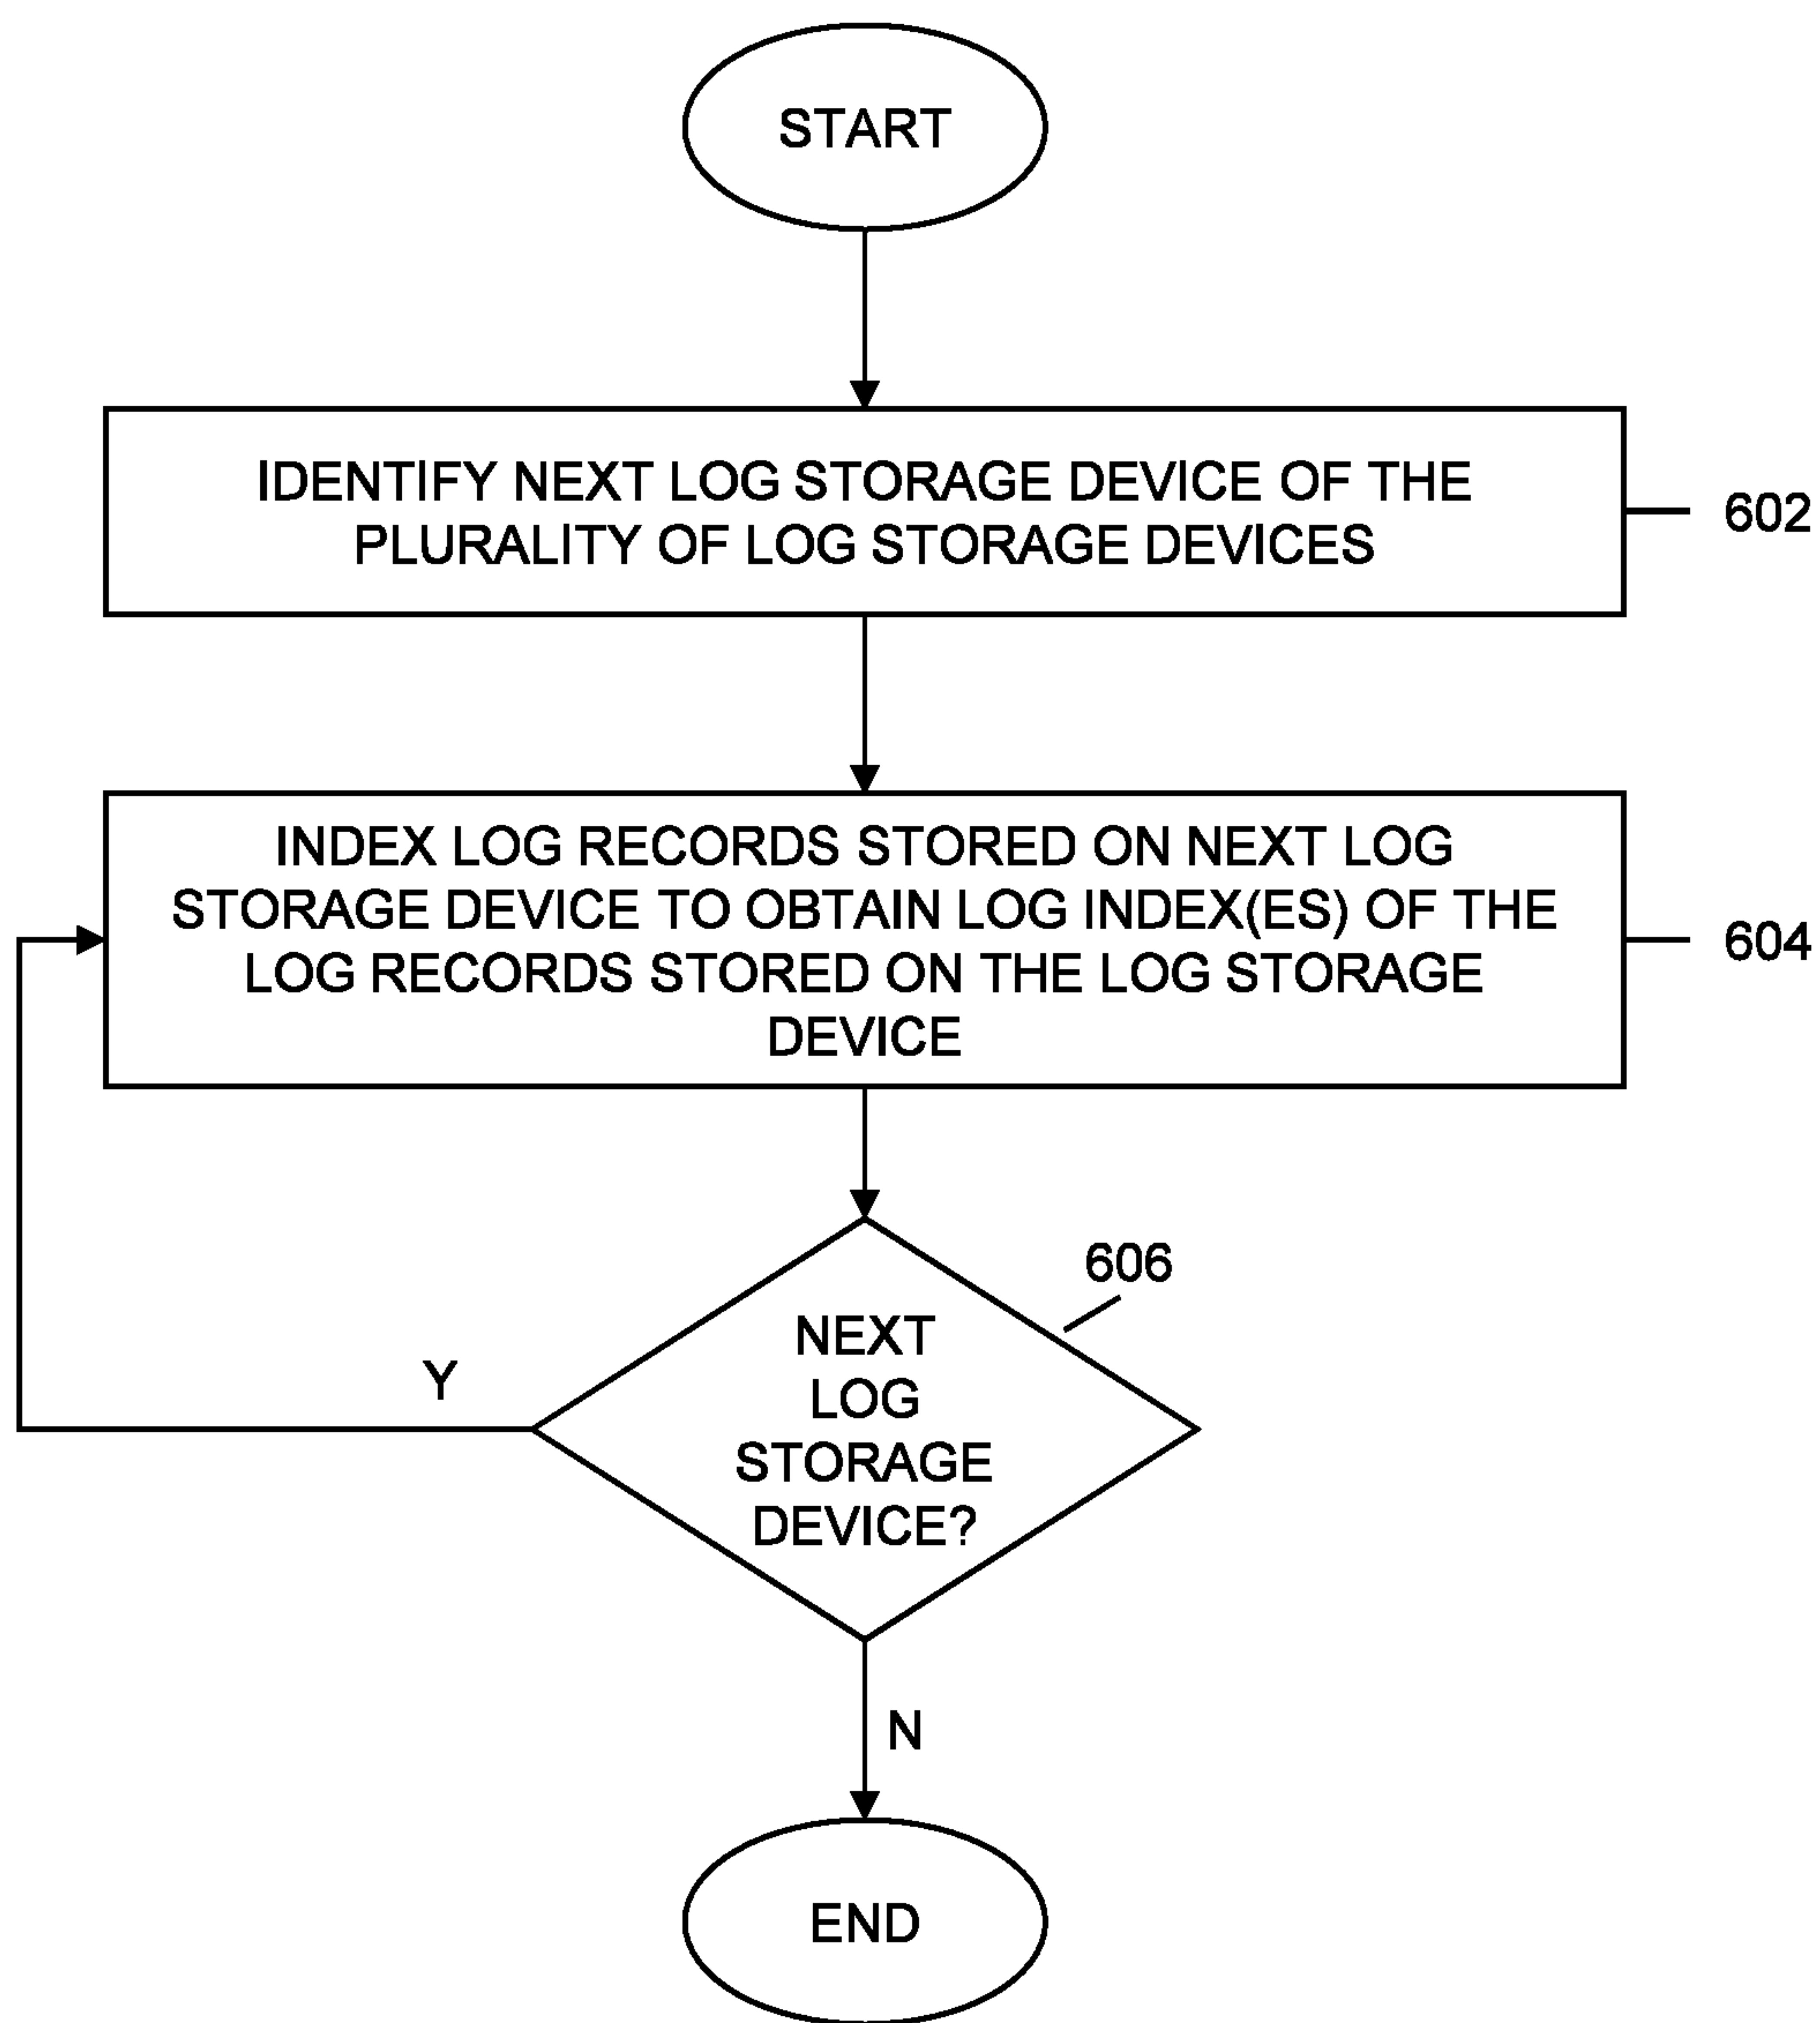 START
IDENTIFY NEXT LOG STORAGE DEVICE OF THE
PLURALITY OF LOG STORAGE DEVICES
602
INDEX LOG RECORDS STORED ON NEXT LOG
STORAGE DEVICE TO OBTAIN LOG INDEX(ES) OF THE
LOG RECORDS STORED ON THE LOG STORAGE
DEVICE
604
606
NEXT
LOG
STORAGE
DEVICE?
Y
N
END